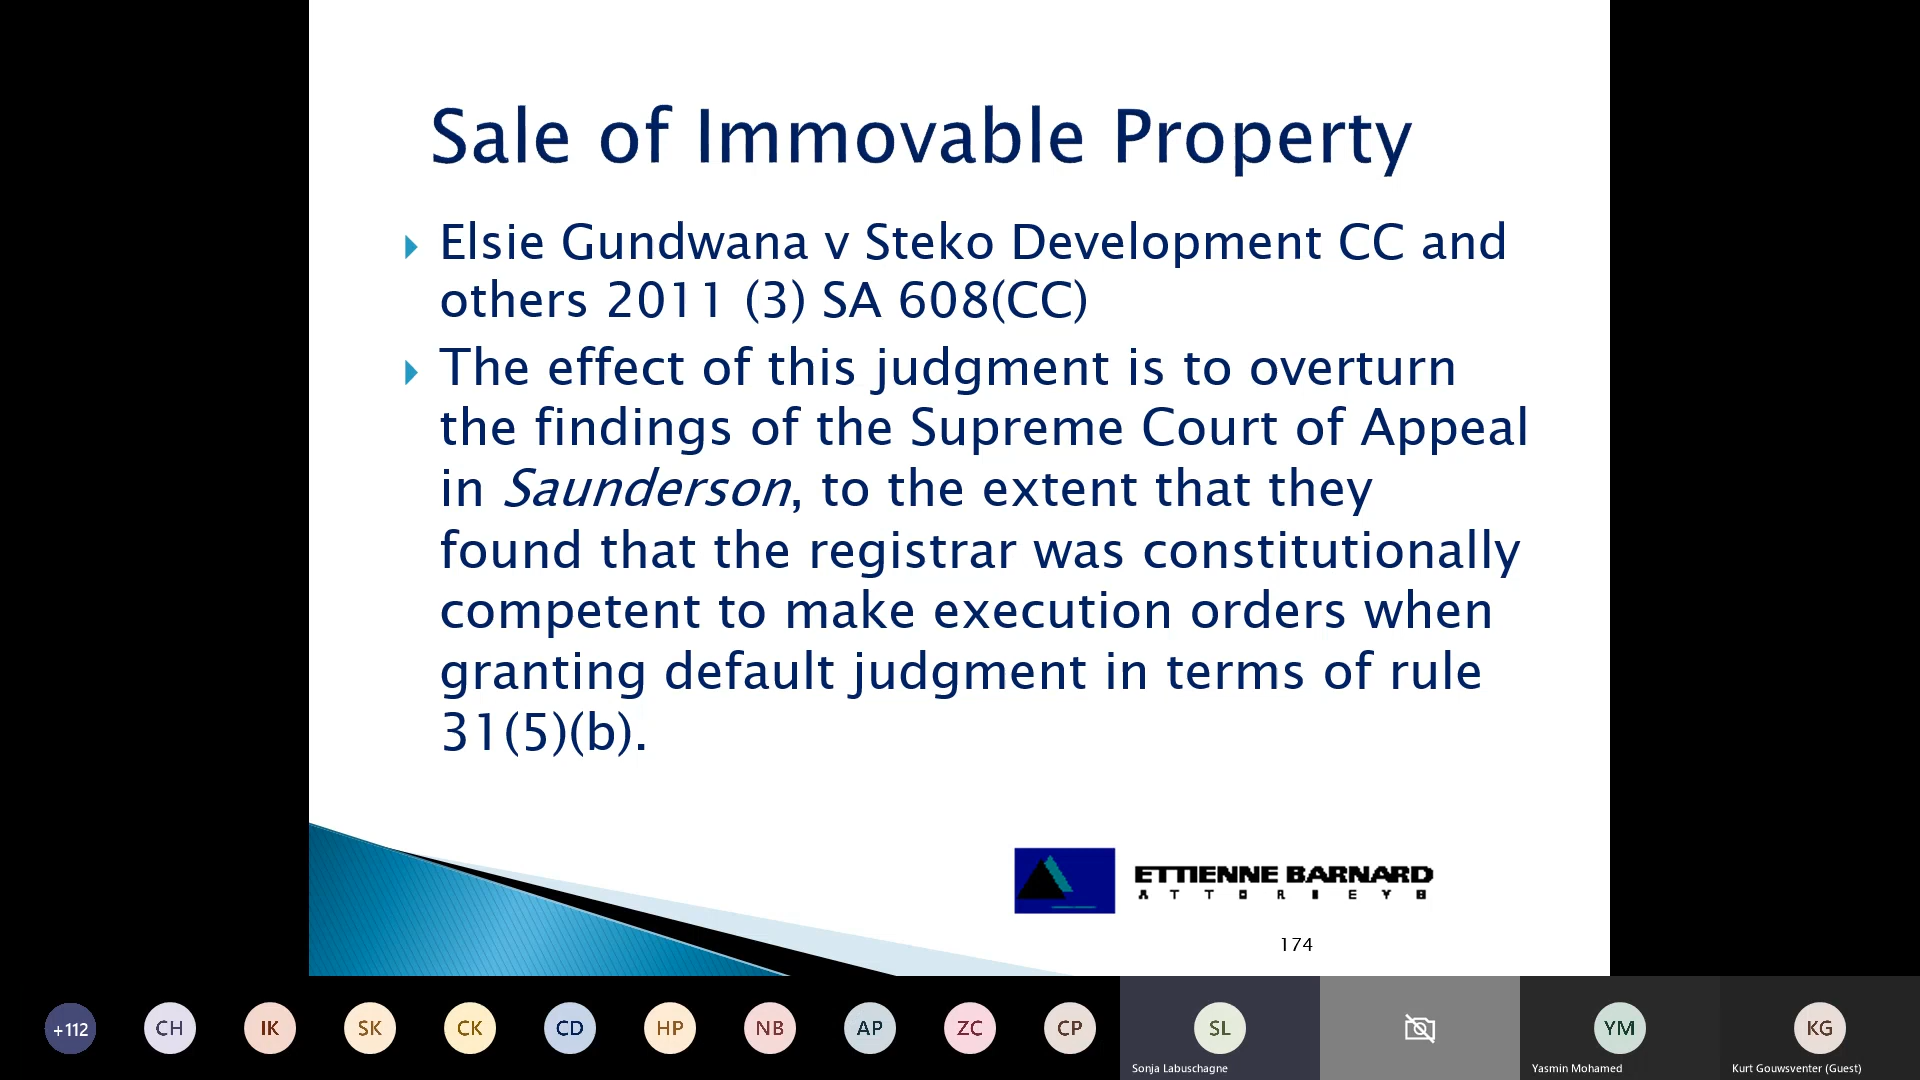 Sale of Immovable Property
Elsie Gundwana v Steko Development CC and
others 2011 (3) SA 608(CC)
The effect of this judgment is to overturn
the findings of the Supreme Court of Appeal
in Saunderson, to the extent that they
found that the registrar was constitutionally
competent to make execution orders when
granting default judgment in terms of rule
31(5)(b).
ETTIENNE BARNARD
ATTORNEYS
174
+112 CH IK SK CK CD HP NB AP ZC CP SL YM KG
Sonja Labuschagne Yasmin Mohamed Kurt Gouwsventer (Guest)